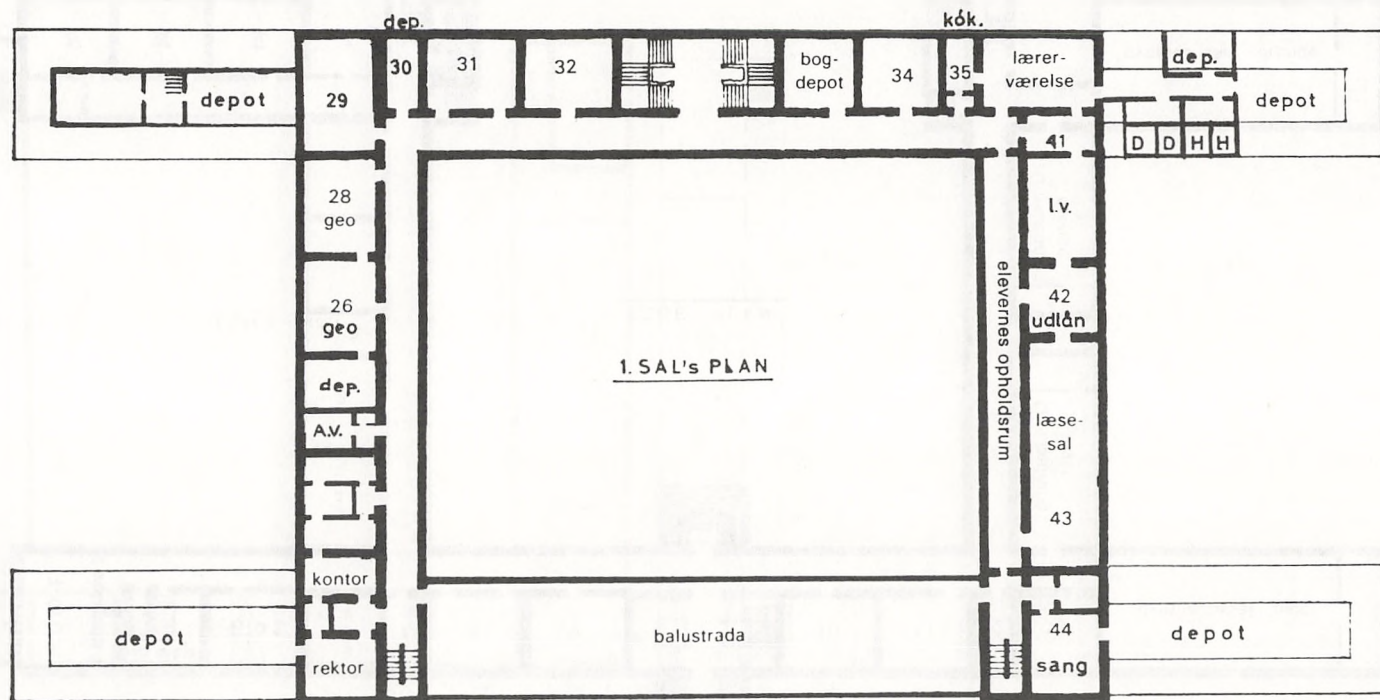 dep.
køk.
30
31
32
bog-
depot
34
35
lærer-
værelse
dep.
depot
29
depot
41
D D H H
28
geo
l.v.
26
geo
elevernes opholdsrum
42
udlån
dep.
1. SAL's PLAN
A.V.
læse-
sal
43
kontor
depot
rektor
balustrada
44
sang
depot